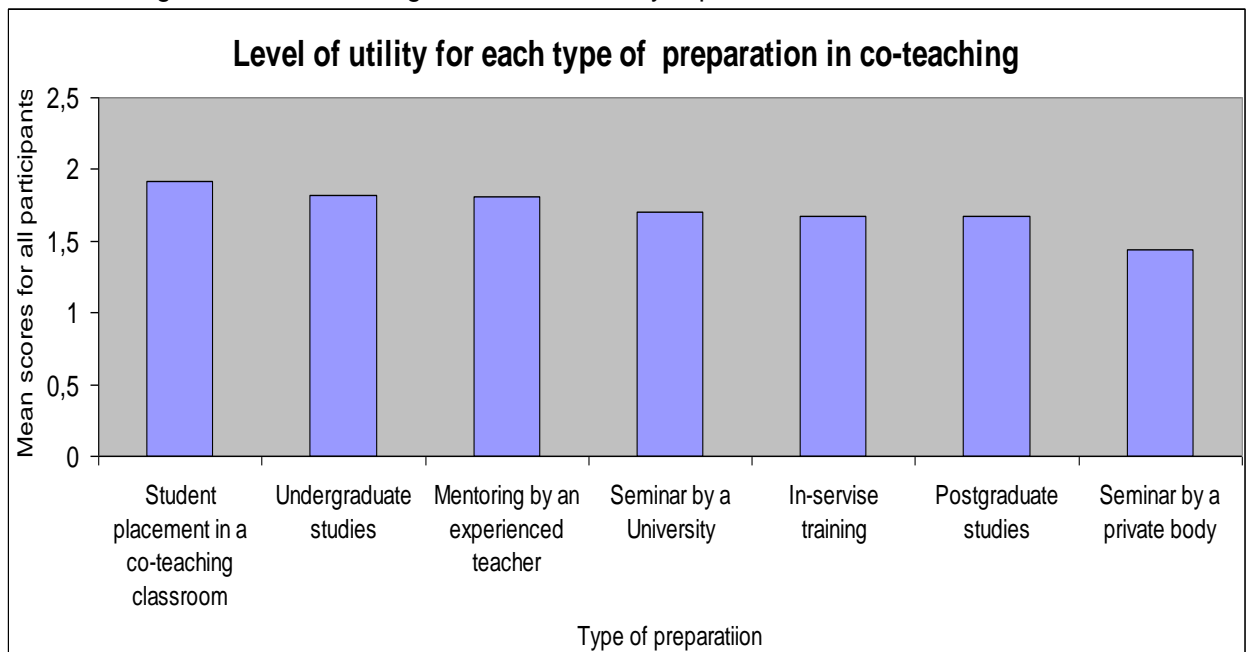 Level of utility for each type of preparation in co-teaching
Mean scores for all participants
2,5
2
1,5
1
0,5
0
Student placement in a co-teaching classroom
Undergraduate studies
Mentoring by an experienced teacher
Seminar by a University
In-servise training
Postgraduate studies
Seminar by a private body
Type of preparatiion